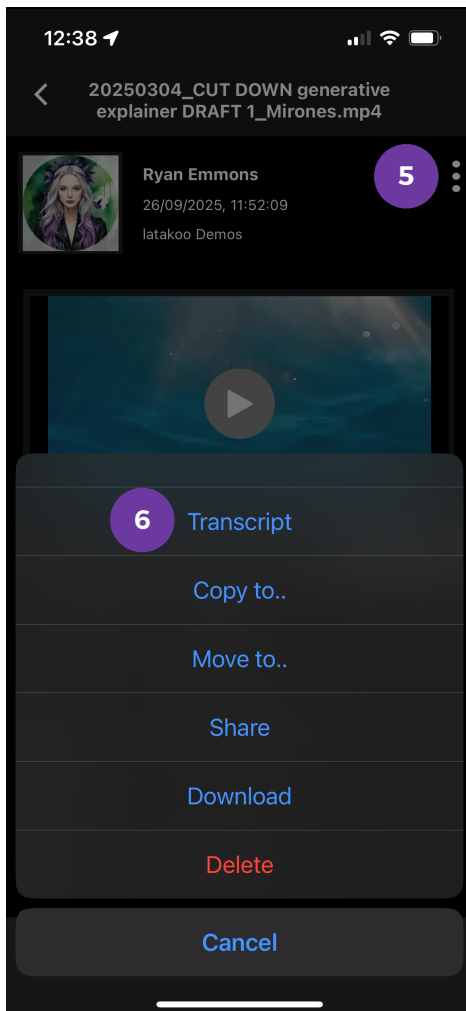 12:38
20250304_CUT DOWN generative
explainer DRAFT 1_Mirones.mp4
Ryan Emmons
5
26/09/2025, 11:52:09
latakoo Demos
6
Transcript
Copy to..
Move to..
Share
Download
Delete
Cancel